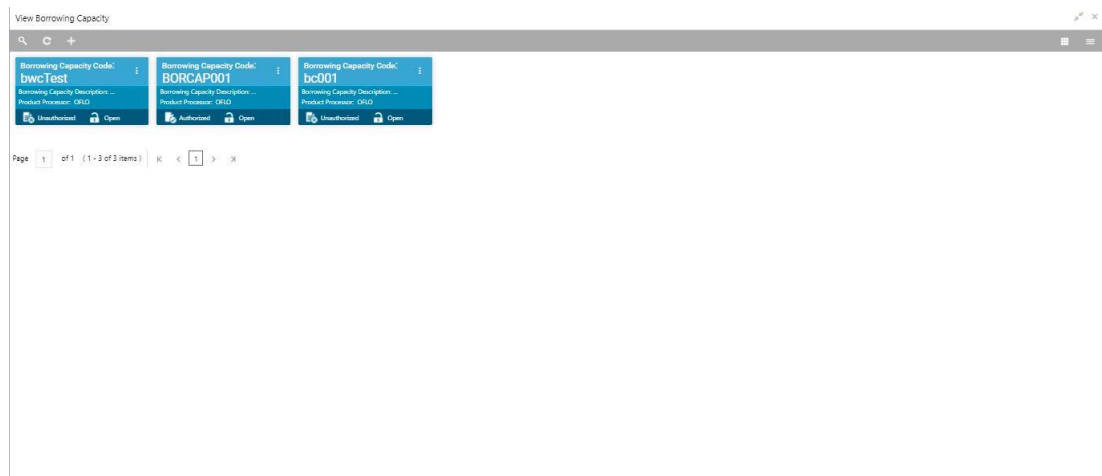 View Borrowing Capacity
Borrowing Capacity Code:
bwcTest
Borrowing Capacity Description: ...
Product Processor: OFLO
Unauthorized Open
Borrowing Capacity Code:
BORCAP001
Borrowing Capacity Description: ...
Product Processor: OFLO
Authorized Open
Borrowing Capacity Code:
bc001
Borrowing Capacity Description: ...
Product Processor: OFLO
Unauthorized Open
Page 1 of 1 (1 - 3 of 3 items) 1